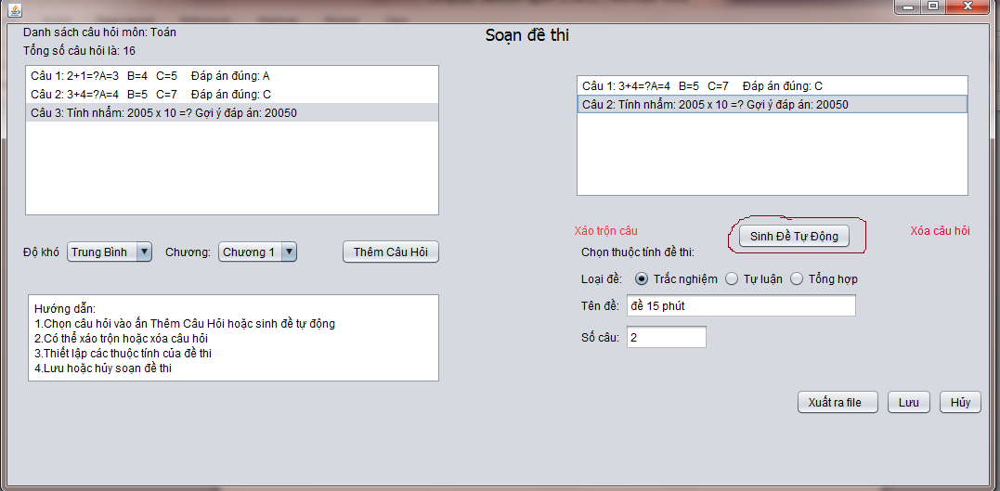 Soạn đề thi
Danh sách câu hỏi môn: Toán
Tổng số câu hỏi là: 16
Câu 1: 2+1=?A=3 B=4 C=5 Đáp án đúng: A
Câu 2: 3+4=?A=4 B=5 C=7 Đáp án đúng: C
Câu 3: Tính nhẩm: 2005 x 10 =? Gợi ý đáp án: 20050
Độ khó Trung Bình Chương: Chương 1 Thêm Câu Hỏi
Hướng dẫn:
1.Chọn câu hỏi vào ấn Thêm Câu Hỏi hoặc sinh đề tự động
2.Có thể xáo trộn hoặc xóa câu hỏi
3.Thiết lập các thuộc tính của đề thi
4.Lưu hoặc hủy soạn đề thi
Câu 1: 3+4=?A=4 B=5 C=7 Đáp án đúng: C
Câu 2: Tính nhẩm: 2005 x 10 =? Gợi ý đáp án: 20050
Xáo trộn câu Sinh Đề Tự Động Xóa câu hỏi
Chọn thuộc tính đề thi:
Loại đề: Trắc nghiệm Tự luận Tổng hợp
Tên đề: đề 15 phút
Số câu: 2
Xuất ra file Lưu Hủy